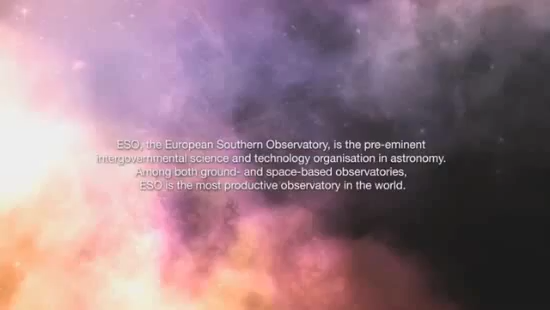 ESO, the European Southern Observatory, is the pre-eminent
intergovernmental science and technology organisation in astronomy.
Among both ground- and space-based observatories,
ESO is the most productive observatory in the world.